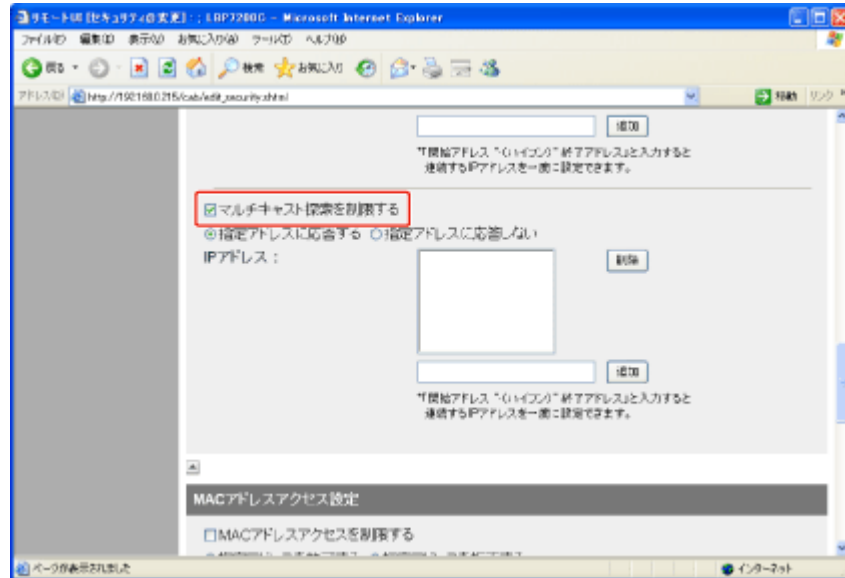 リモートUI [セキュリティの変更] : ; LBP7200C - Microsoft Internet Explorer
ファイル(F) 編集(E) 表示(V) お気に入り(A) ツール(T) ヘルプ(H)
戻る 検索 お気に入り
アドレス(D) http://192.168.0.215/cab/edit_security.shtml 移動 リンク
追加
*「開始アドレス "-(ハイフン)" 終了アドレス」と入力すると
連続するIPアドレスを一度に設定できます。
マルチキャスト探索を制限する
指定アドレスに応答する 指定アドレスに応答しない
IPアドレス： 削除
追加
*「開始アドレス "-(ハイフン)" 終了アドレス」と入力すると
連続するIPアドレスを一度に設定できます。
MACアドレスアクセス設定
MACアドレスアクセスを制限する
ページが表示されました インターネット